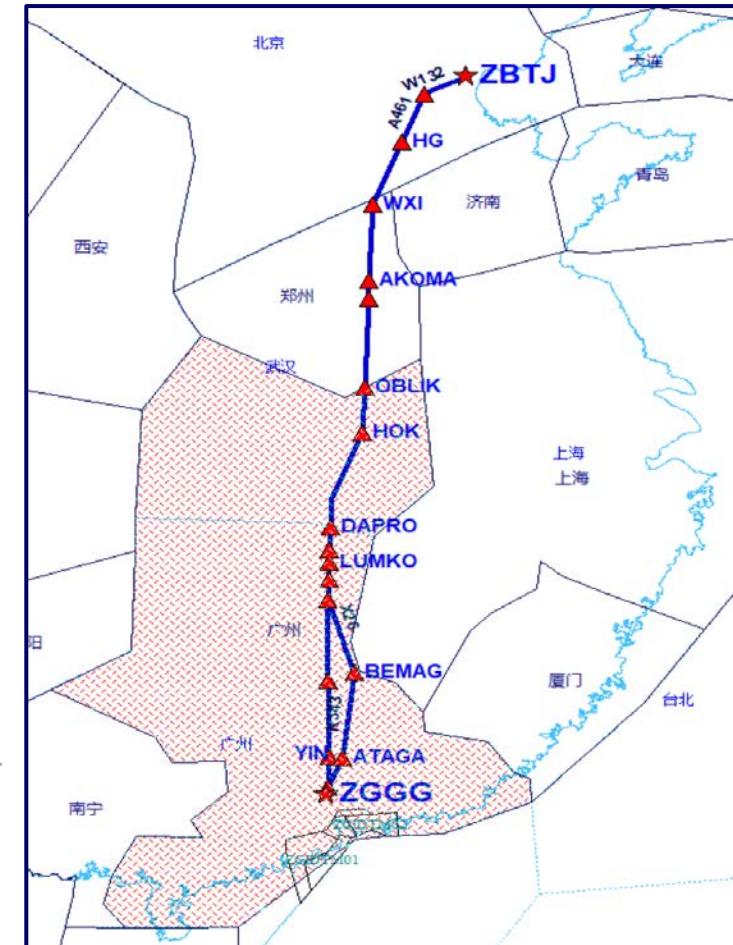 北京
大连
W132
ZBTJ
A461
HG
青岛
WXI
济南
西安
AKOMA
郑州
武汉
OBLIK
HOK
上海
上海
DAPRO
LUMKO
广州
BEMAG
阳
厦门
台北
广州
YIN
ATAGA
ZGGG
南宁